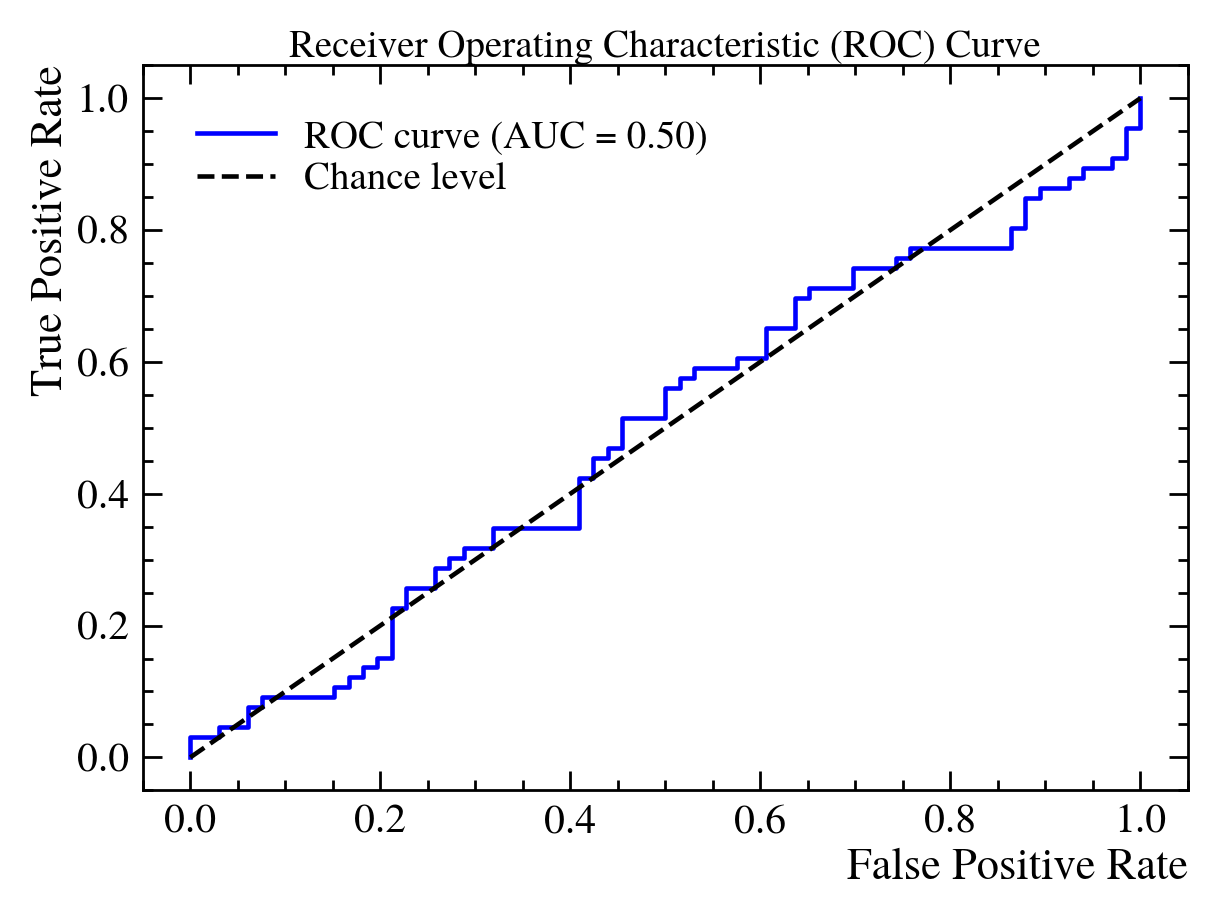 Receiver Operating Characteristic (ROC) Curve
True Positive Rate
1.0
0.8
0.6
0.4
0.2
0.0
ROC curve (AUC = 0.50)
Chance level
0.0 0.2 0.4 0.6 0.8 1.0
False Positive Rate